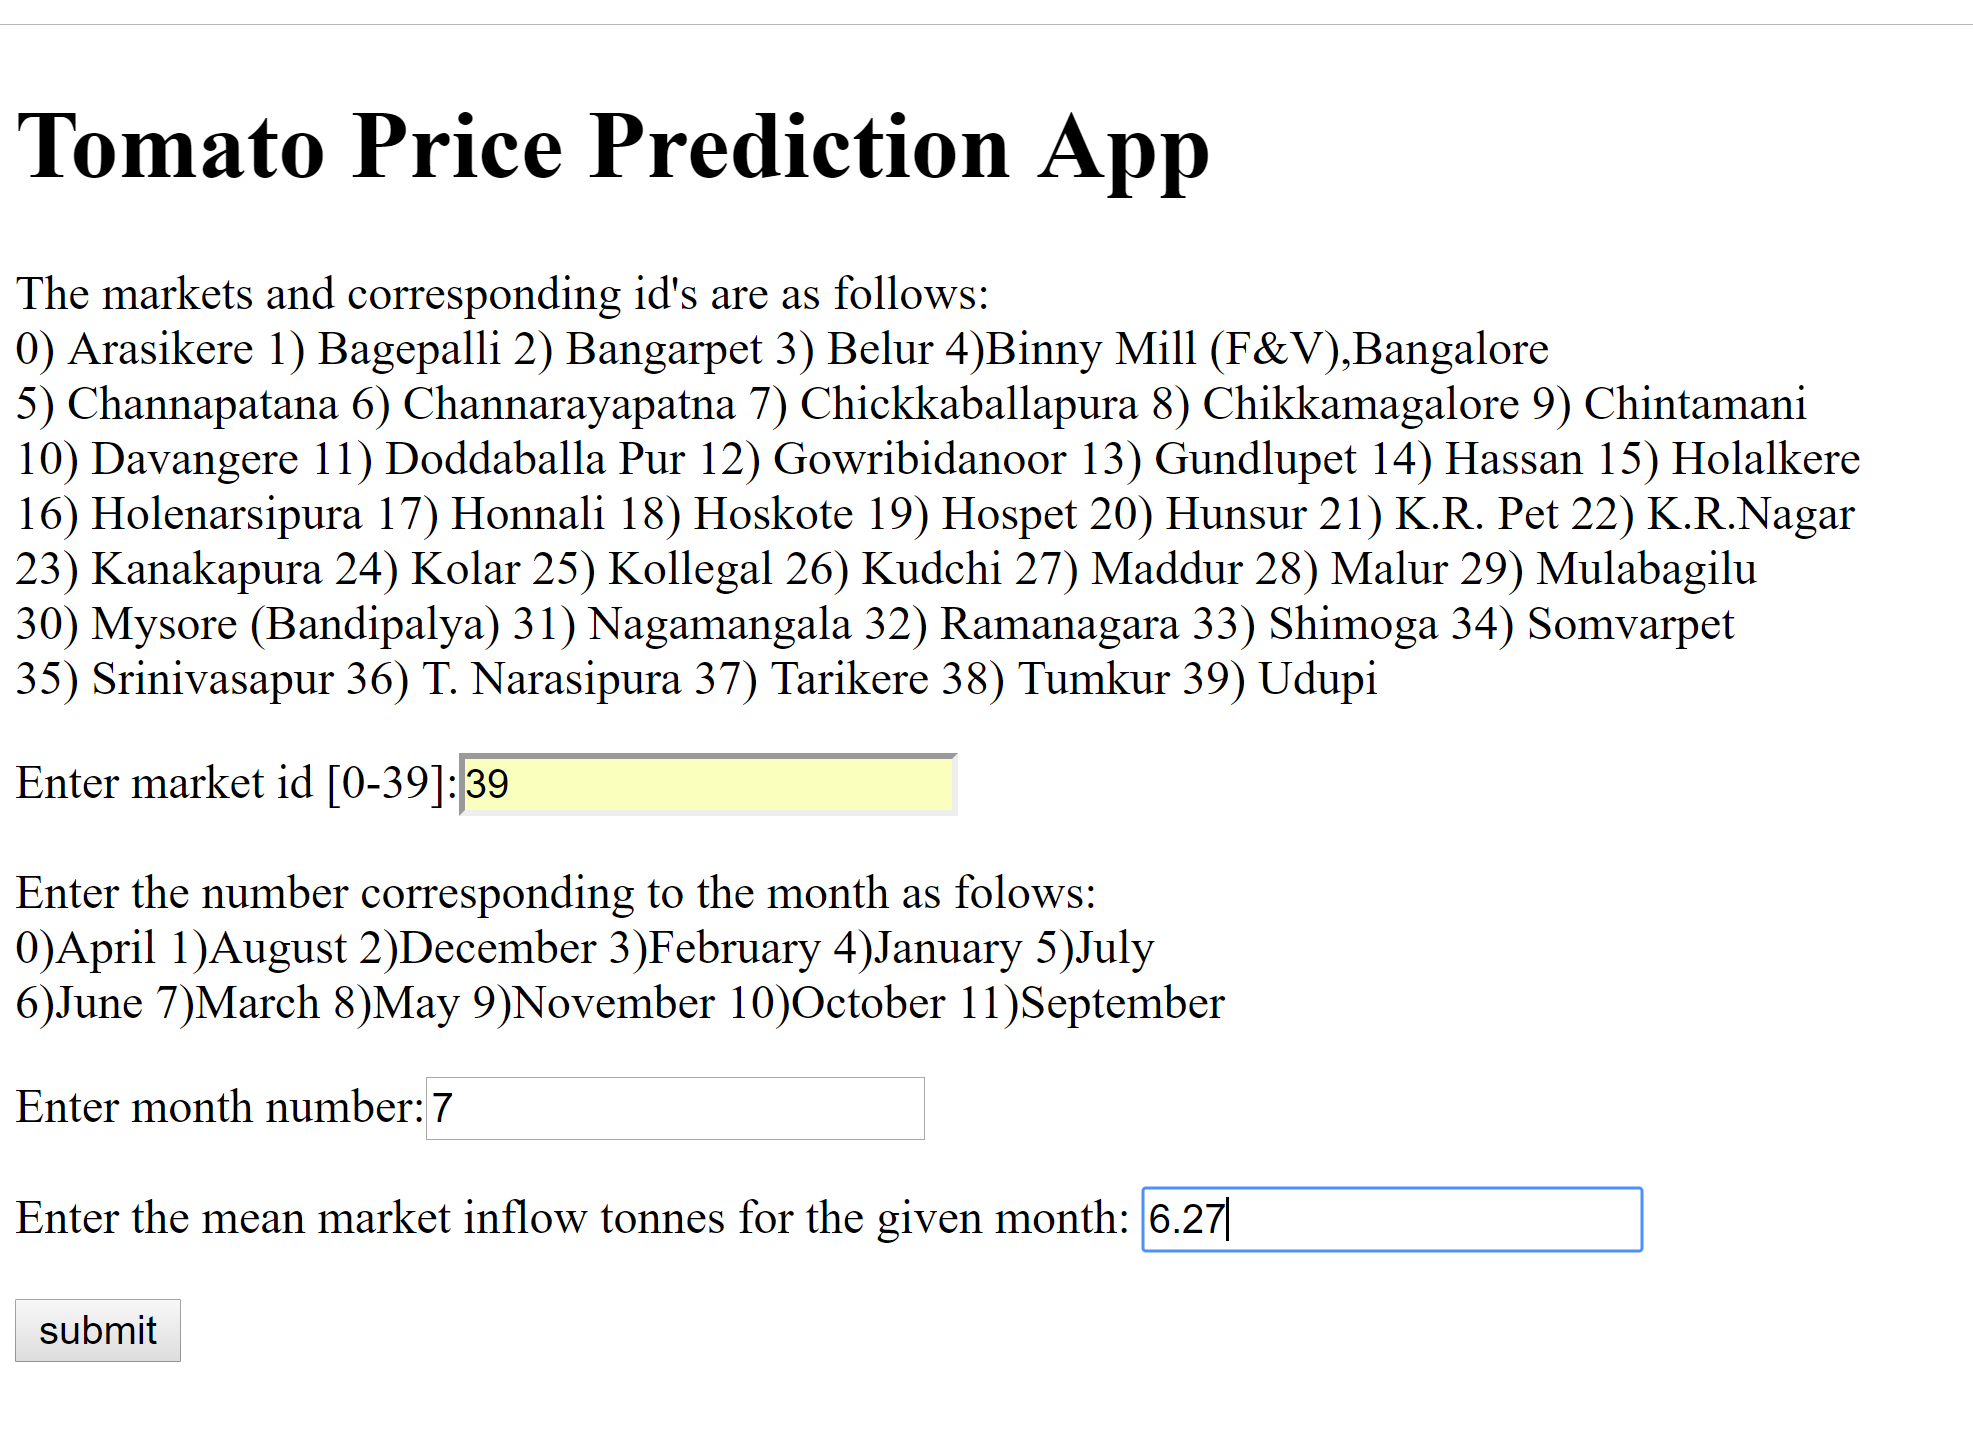 Tomato Price Prediction App
The markets and corresponding id's are as follows:
0) Arasikere 1) Bagepalli 2) Bangarpet 3) Belur 4)Binny Mill (F&V),Bangalore
5) Channapatana 6) Channarayapatna 7) Chickkaballapura 8) Chikkamagalore 9) Chintamani
10) Davangere 11) Doddaballa Pur 12) Gowribidanoor 13) Gundlupet 14) Hassan 15) Holalkere
16) Holenarsipura 17) Honnali 18) Hoskote 19) Hospet 20) Hunsur 21) K.R. Pet 22) K.R.Nagar
23) Kanakapura 24) Kolar 25) Kollegal 26) Kudchi 27) Maddur 28) Malur 29) Mulabagilu
30) Mysore (Bandipalya) 31) Nagamangala 32) Ramanagara 33) Shimoga 34) Somvarpet
35) Srinivasapur 36) T. Narasipura 37) Tarikere 38) Tumkur 39) Udupi
Enter market id [0-39]: 39
Enter the number corresponding to the month as folows:
0)April 1)August 2)December 3)February 4)January 5)July
6)June 7)March 8)May 9)November 10)October 11)September
Enter month number: 7
Enter the mean market inflow tonnes for the given month: 6.27
submit